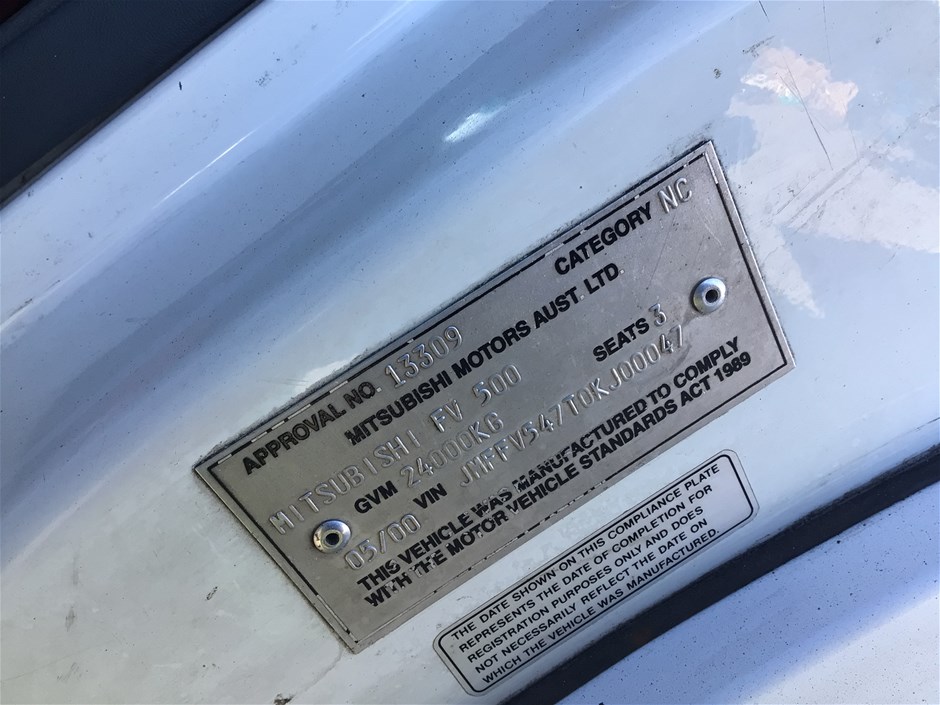 APPROVAL NO. 13309 CATEGORY NC
MITSUBISHI MOTORS AUST. LTD.
MITSUBISHI FV 500 SEATS 3
GVM 24000KG
05/00 VIN JMFFV547T0KJ00047
THIS VEHICLE WAS MANUFACTURED TO COMPLY
WITH THE MOTOR VEHICLE STANDARDS ACT 1989
THE DATE SHOWN ON THIS COMPLIANCE PLATE
REPRESENTS THE DATE OF COMPLETION FOR
REGISTRATION PURPOSES ONLY AND DOES
NOT NECESSARILY REFLECT THE DATE ON
WHICH THE VEHICLE WAS MANUFACTURED.